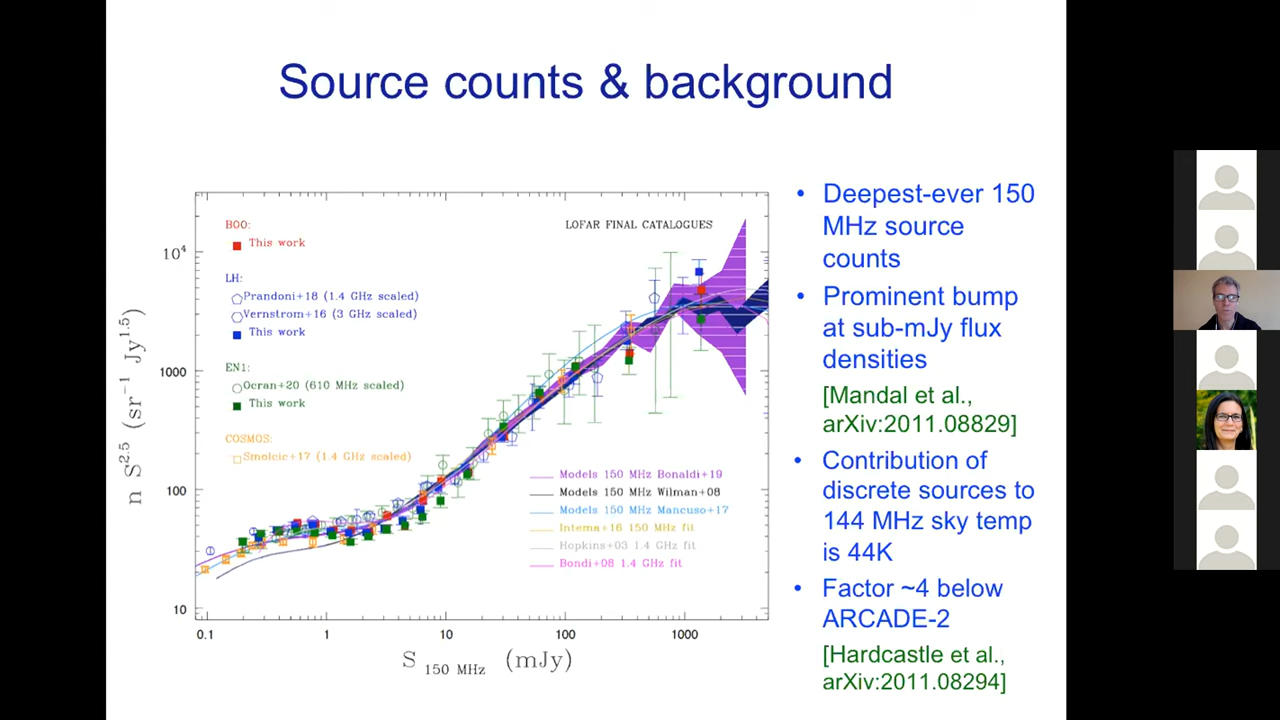 Source counts & background
LOFAR FINAL CATALOGUES
BOO:
This work
LH:
Prandoni+18 (1.4 GHz scaled)
Vernstrom+16 (3 GHz scaled)
This work
EN1:
Ocran+20 (610 MHz scaled)
This work
COSMOS:
Smolcic+17 (1.4 GHz scaled)
Models 150 MHz Bonaldi+19
Models 150 MHz Wilman+08
Models 150 MHz Mancuso+17
Intema+16 150 MHz fit
Hopkins+03 1.4 GHz fit
Bondi+08 1.4 GHz fit
n S^2.5 (sr^-1 Jy^1.5)
10^4
1000
100
10
0.1 1 10 100 1000
S 150 MHz (mJy)
• Deepest-ever 150
MHz source
counts
• Prominent bump
at sub-mJy flux
densities
[Mandal et al.,
arXiv:2011.08829]
• Contribution of
discrete sources to
144 MHz sky temp
is 44K
• Factor ~4 below
ARCADE-2
[Hardcastle et al.,
arXiv:2011.08294]